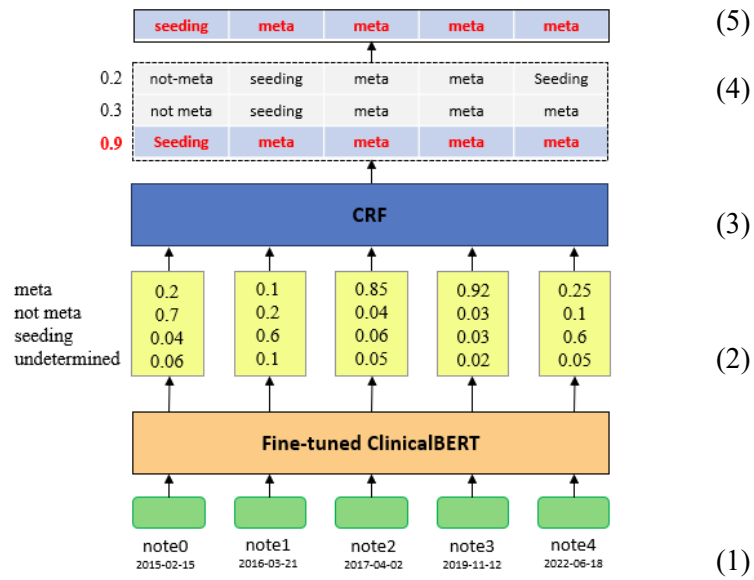 seeding meta meta meta meta (5)
0.2 not-meta seeding meta meta Seeding (4)
0.3 not meta seeding meta meta meta
0.9 Seeding meta meta meta meta
CRF (3)
meta 0.2 0.1 0.85 0.92 0.25
not meta 0.7 0.2 0.04 0.03 0.1
seeding 0.04 0.6 0.06 0.03 0.6
undetermined 0.06 0.1 0.05 0.02 0.05 (2)
Fine-tuned ClinicalBERT
note0 note1 note2 note3 note4
2015-02-15 2016-03-21 2017-04-02 2019-11-12 2022-06-18 (1)